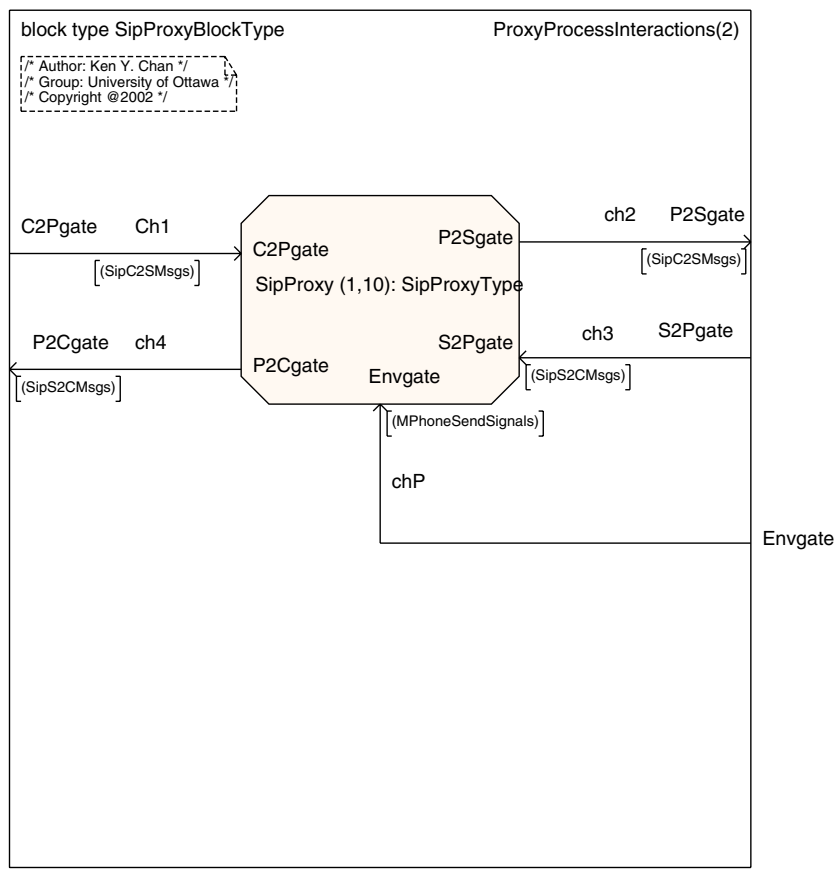 block type SipProxyBlockType
ProxyProcessInteractions(2)
/* Author: Ken Y. Chan */
/* Group: University of Ottawa */
/* Copyright @2002 */
C2Pgate
Ch1
(SipC2SMsgs)
ch2
P2Sgate
(SipC2SMsgs)
C2Pgate
P2Sgate
SipProxy (1,10): SipProxyType
P2Cgate
ch4
(SipS2CMsgs)
S2Pgate
P2Cgate
Envgate
ch3
S2Pgate
(SipS2CMsgs)
(MPhoneSendSignals)
chP
Envgate